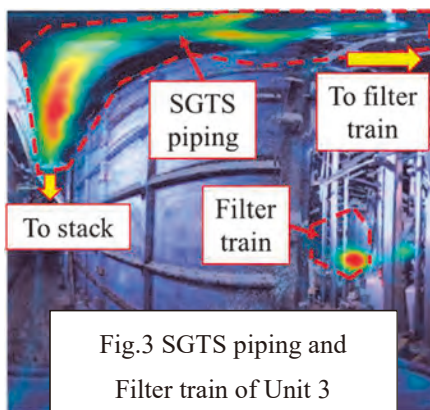 SGTS
piping
To filter
train
To stack
Filter
train
Fig.3 SGTS piping and
Filter train of Unit 3